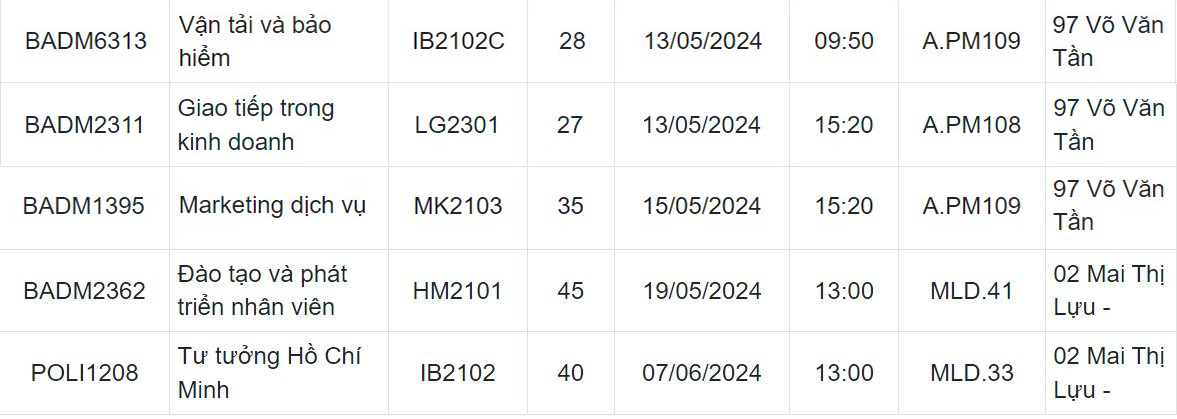 BADM6313 Vận tải và bảo hiểm IB2102C 28 13/05/2024 09:50 A.PM109 97 Võ Văn Tần
BADM2311 Giao tiếp trong kinh doanh LG2301 27 13/05/2024 15:20 A.PM108 97 Võ Văn Tần
BADM1395 Marketing dịch vụ MK2103 35 15/05/2024 15:20 A.PM109 97 Võ Văn Tần
BADM2362 Đào tạo và phát triển nhân viên HM2101 45 19/05/2024 13:00 MLD.41 02 Mai Thị Lựu -
POLI1208 Tư tưởng Hồ Chí Minh IB2102 40 07/06/2024 13:00 MLD.33 02 Mai Thị Lựu -